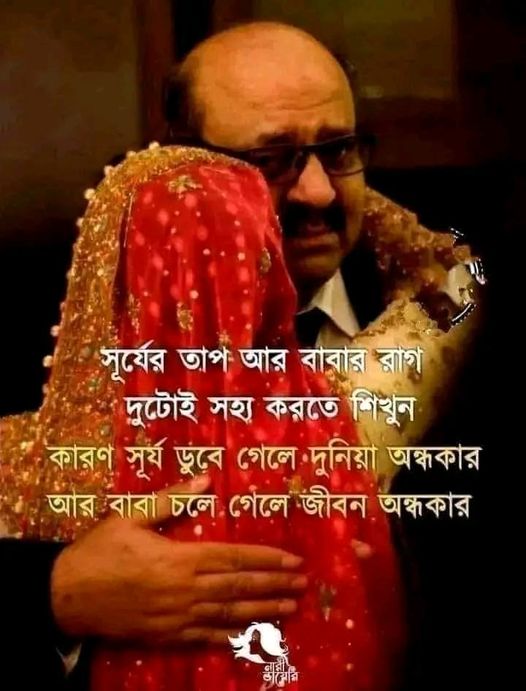 সূর্যের তাপ আর বাবার রাগ
দুটোই সহ্য করতে শিখুন
কারণ সূর্য ডুবে গেলে দুনিয়া অন্ধকার
আর বাবা চলে গেলে জীবন অন্ধকার
নারী
ডায়েরি